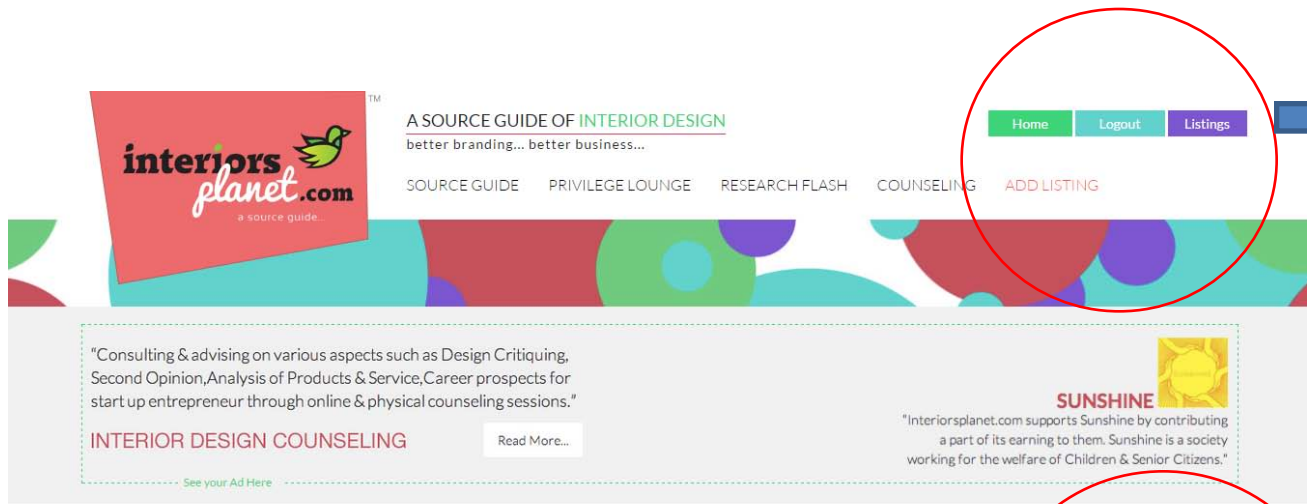 interiors
planet.com
a source guide..
TM
A SOURCE GUIDE OF INTERIOR DESIGN
better branding... better business...
Home Logout Listings
SOURCE GUIDE PRIVILEGE LOUNGE RESEARCH FLASH COUNSELING ADD LISTING
"Consulting & advising on various aspects such as Design Critiquing,
Second Opinion,Analysis of Products & Service,Career prospects for
start up entrepreneur through online & physical counseling sessions."
INTERIOR DESIGN COUNSELING
Read More...
See your Ad Here
SUNSHINE
"Interiorsplanet.com supports Sunshine by contributing
a part of its earning to them. Sunshine is a society
working for the welfare of Children & Senior Citizens."